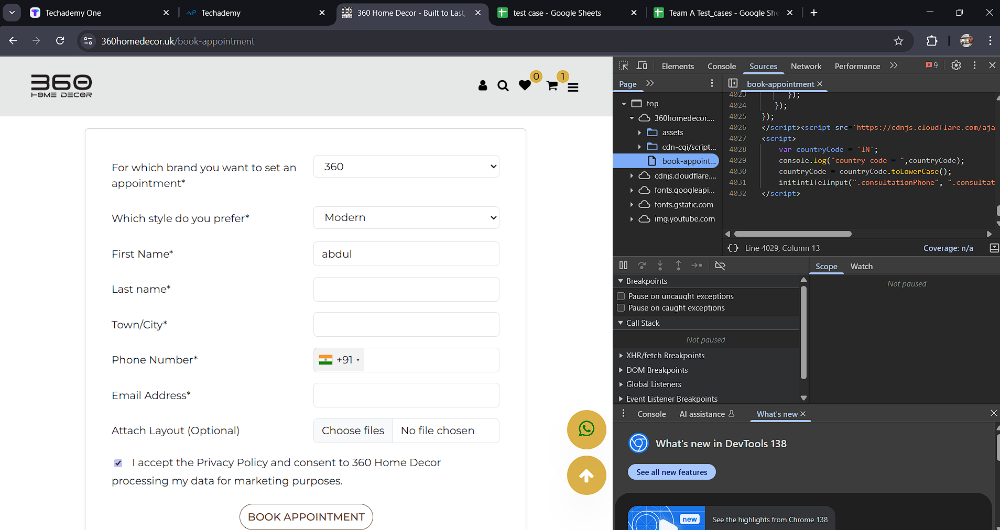 Techademy One
Techademy
360 Home Decor - Built to Last,
test case - Google Sheets
Team A Test_cases - Google She
360homedecor.uk/book-appointment
360
HOME DECOR
0
1
For which brand you want to set an
appointment*
360
Which style do you prefer*
Modern
First Name*
abdul
Last name*
Town/City*
Phone Number*
+91
Email Address*
Attach Layout (Optional)
Choose files
No file chosen
I accept the Privacy Policy and consent to 360 Home Decor
processing my data for marketing purposes.
BOOK APPOINTMENT
Elements
Console
Sources
Network
Performance
9
Page
book-appointment
top
360homedecor....
assets
cdn-cgi/script...
book-appoint...
cdnjs.cloudflare....
fonts.googleapi...
fonts.gstatic.com
img.youtube.com
4023 });
4024 });
4025 });
4026 </script><script src='https://cdnjs.cloudflare.com/aja
4027 <script>
4028 var countryCode = 'IN';
4029 console.log("country code = ",countryCode);
4030 countryCode = countryCode.toLowerCase();
4031 initIntlTelInput(".consultationPhone", ".consultat
4032 </script>
{ } Line 4029, Column 13
Coverage: n/a
Scope
Watch
Not paused
Breakpoints
Pause on uncaught exceptions
Pause on caught exceptions
Call Stack
Not paused
XHR/fetch Breakpoints
DOM Breakpoints
Global Listeners
Event Listener Breakpoints
Console
AI assistance
What's new
What's new in DevTools 138
See all new features
new
See the highlights from Chrome 138